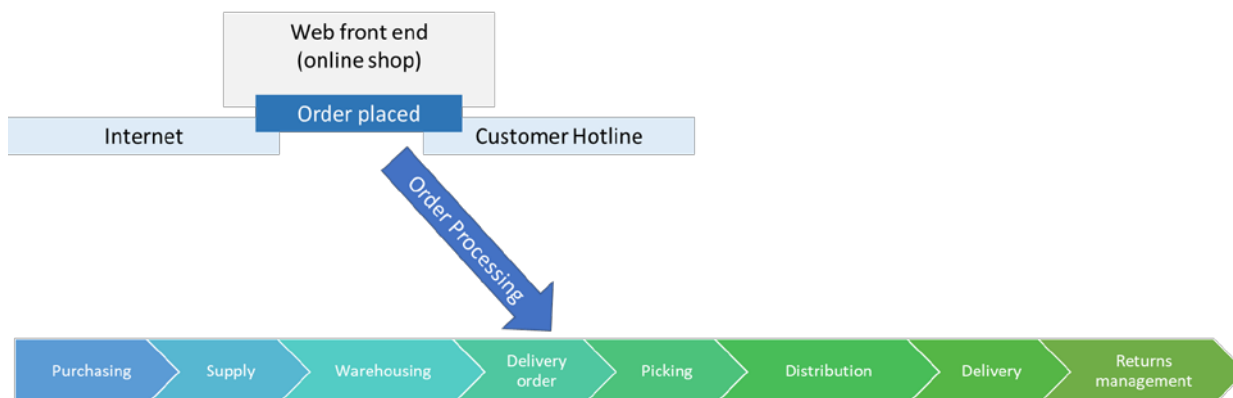 Web front end
(online shop)
Order placed
Internet
Customer Hotline
Order Processing
Purchasing
Supply
Warehousing
Delivery
order
Picking
Distribution
Delivery
Returns
management